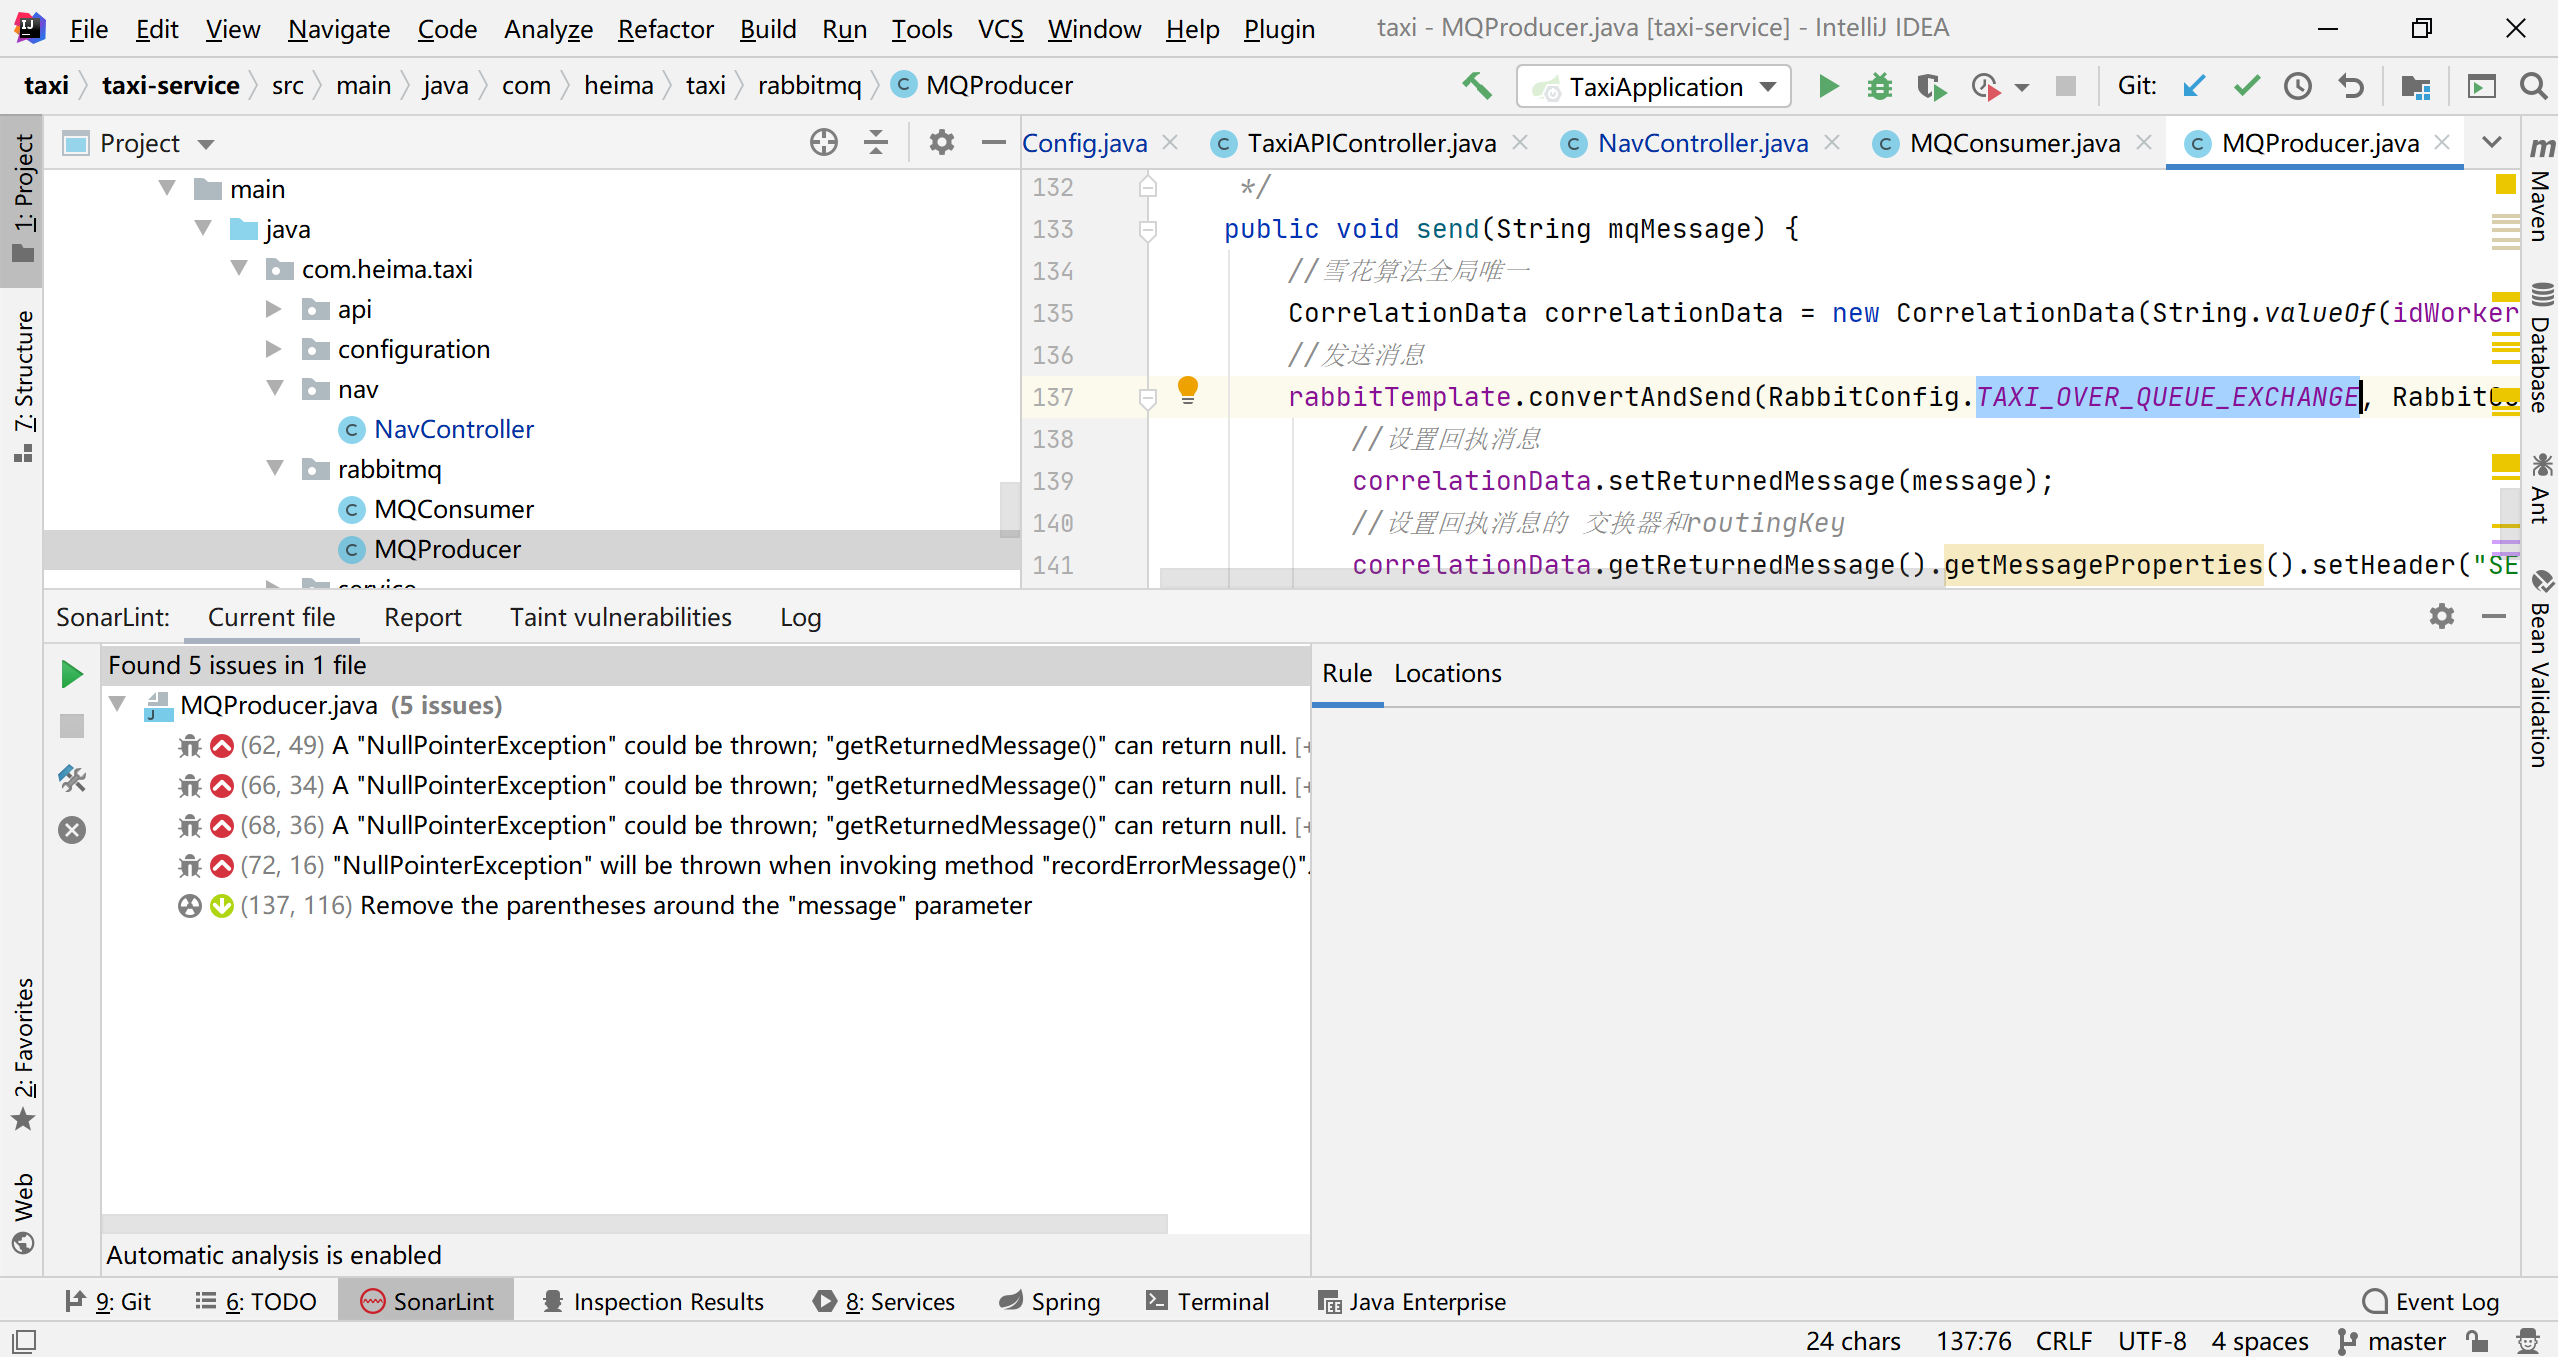 File Edit View Navigate Code Analyze Refactor Build Run Tools VCS Window Help Plugin taxi - MQProducer.java [taxi-service] - IntelliJ IDEA
taxi taxi-service src main java com heima taxi rabbitmq MQProducer TaxiApplication Git:
Project
Config.java TaxiAPIController.java NavController.java MQConsumer.java MQProducer.java
main
java
com.heima.taxi
api
configuration
nav
NavController
rabbitmq
MQConsumer
MQProducer
service
132 */
133 public void send(String mqMessage) {
134 //雪花算法全局唯一
135 CorrelationData correlationData = new CorrelationData(String.valueOf(idWorker
136 //发送消息
137 rabbitTemplate.convertAndSend(RabbitConfig.TAXI_OVER_QUEUE_EXCHANGE, RabbitCo
138 //设置回执消息
139 correlationData.setReturnedMessage(message);
140 //设置回执消息的 交换器和routingKey
141 correlationData.getReturnedMessage().getMessageProperties().setHeader("SE
1: Project
7: Structure
2: Favorites
Web
Maven
Database
Ant
Bean Validation
SonarLint: Current file Report Taint vulnerabilities Log
Found 5 issues in 1 file
MQProducer.java (5 issues)
(62, 49) A "NullPointerException" could be thrown; "getReturnedMessage()" can return null. [+
(66, 34) A "NullPointerException" could be thrown; "getReturnedMessage()" can return null. [+
(68, 36) A "NullPointerException" could be thrown; "getReturnedMessage()" can return null. [+
(72, 16) "NullPointerException" will be thrown when invoking method "recordErrorMessage()".
(137, 116) Remove the parentheses around the "message" parameter
Rule Locations
Automatic analysis is enabled
9: Git 6: TODO SonarLint Inspection Results 8: Services Spring Terminal Java Enterprise Event Log
24 chars 137:76 CRLF UTF-8 4 spaces master